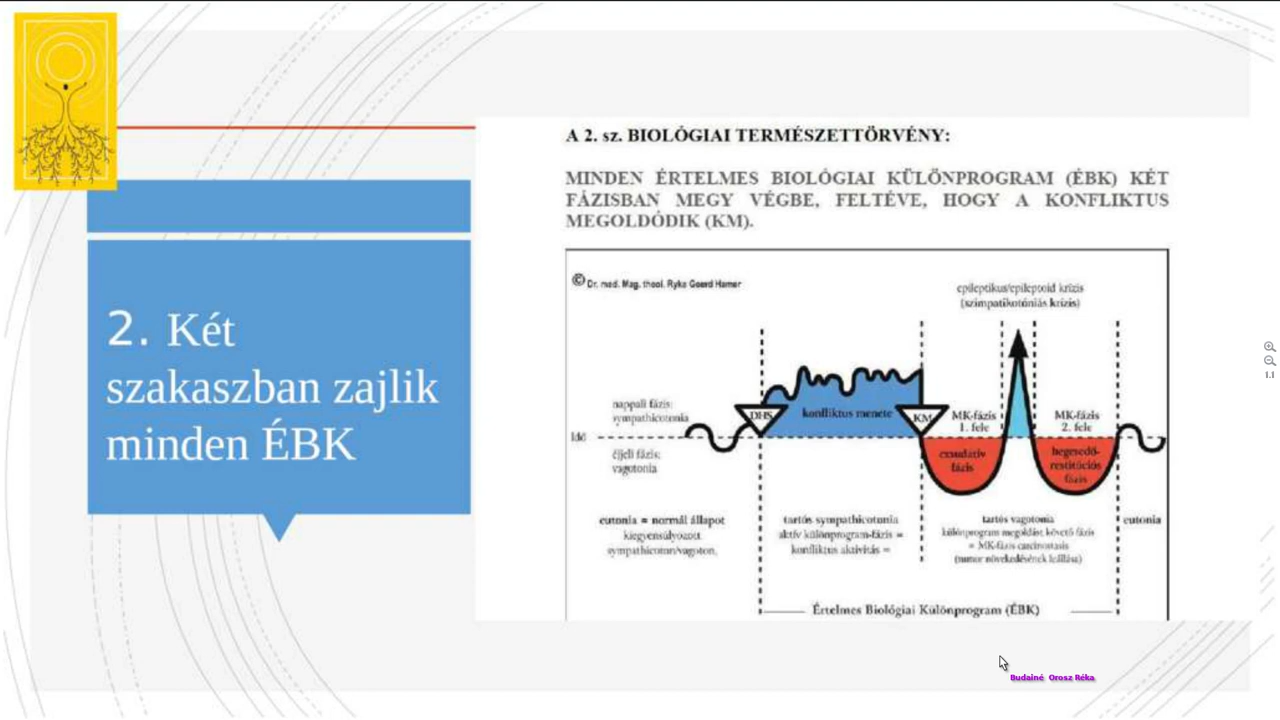 A 2. sz. BIOLÓGIAI TERMÉSZETTÖRVÉNY:
MINDEN ÉRTELMES BIOLÓGIAI KÜLÖNPROGRAM (ÉBK) KÉT
FÁZISBAN MEGY VÉGBE, FELTÉVE, HOGY A KONFLIKTUS
MEGOLDÓDIK (KM).
2. Két
szakaszban zajlik
minden ÉBK
© Dr. med. Mag. theol. Ryke Geerd Hamer
epileptikus/epileptoid krízis
(szimpatikotóniás krízis)
nappali fázis:
sympathicotonia
DHS
konfliktus menete
KM
MK-fázis
1. fele
MK-fázis
2. fele
Idő
éjjeli fázis:
vagotonia
exsudatív
fázis
hegesedő-
restitúciós
fázis
eutonia = normál állapot
kiegyensúlyozott
sympathicoton/vagoton.
tartós sympathicotonia
aktív különprogram-fázis =
konfliktus aktivitás =
tartós vagotonia
különprogram megoldást követő fázis
= MK-fázis carcinostasis
(tumor növekedésének leállása)
eutonia
Értelmes Biológiai Különprogram (ÉBK)
1.1
Budainé Orosz Réka